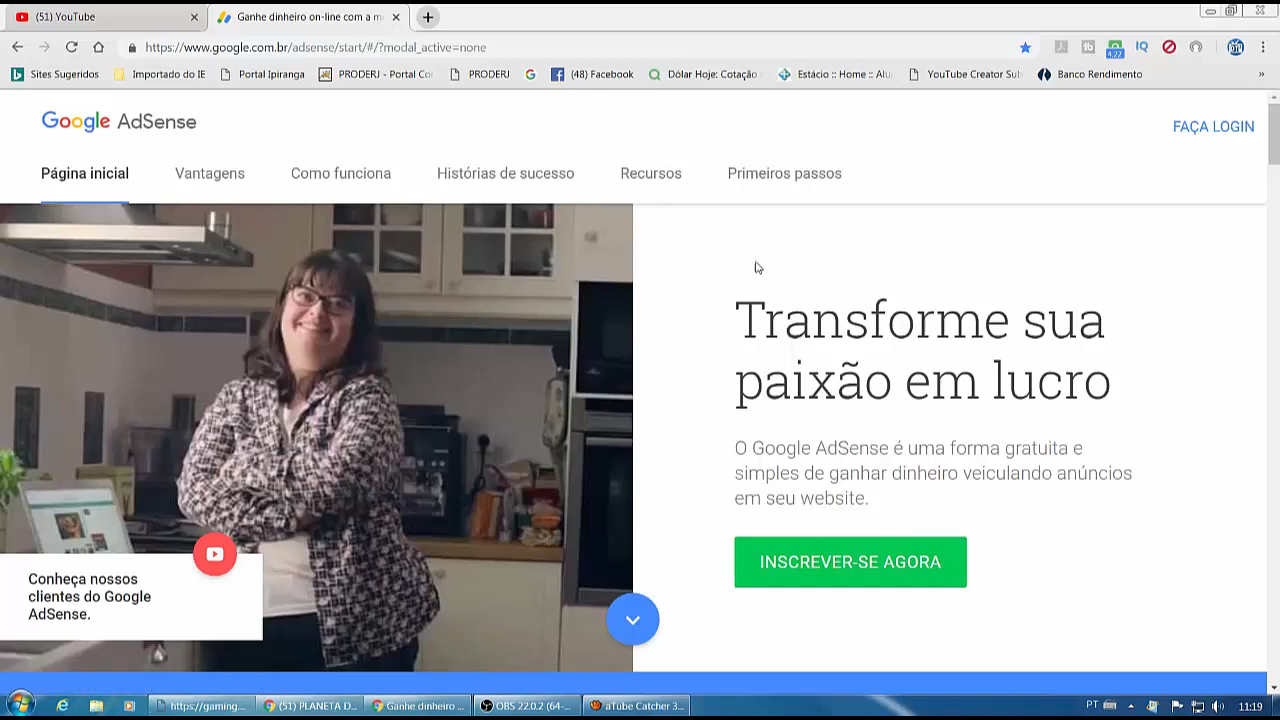 (51) YouTube
Ganhe dinheiro on-line com a m
https://www.google.com.br/adsense/start/#/?modal_active=none
4:22
IQ
Sites Sugeridos
Importado do IE
Portal Ipiranga
PRODERJ - Portal Co
PRODERJ
(48) Facebook
Dólar Hoje: Cotação
Estácio :: Home :: Alu
YouTube Creator Sup
Banco Rendimento
»
Google AdSense
FAÇA LOGIN
Página inicial
Vantagens
Como funciona
Histórias de sucesso
Recursos
Primeiros passos
Transforme sua
paixão em lucro
O Google AdSense é uma forma gratuita e
simples de ganhar dinheiro veiculando anúncios
em seu website.
INSCREVER-SE AGORA
Conheça nossos
clientes do Google
AdSense.
https://gaming....
(51) PLANETA D...
Ganhe dinheiro ...
OBS 22.0.2 (64-...
aTube Catcher 3...
PT
11:19